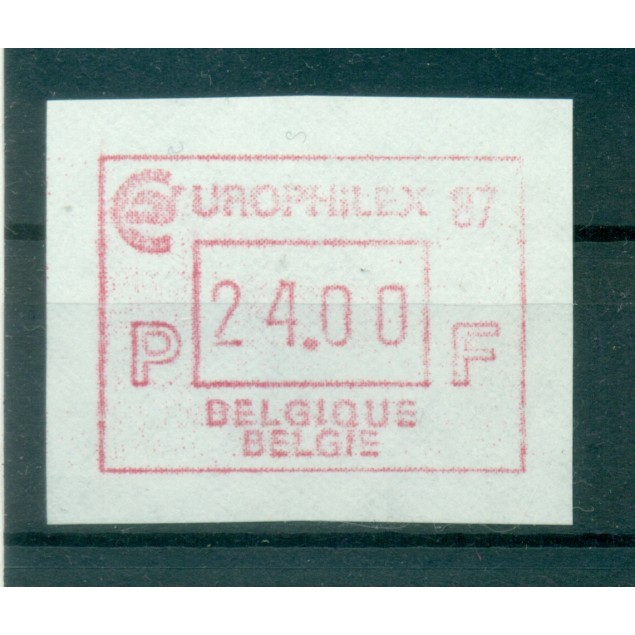 EUROPHiLEX 87
24.00
P F
BELGIQUE
BELGIE